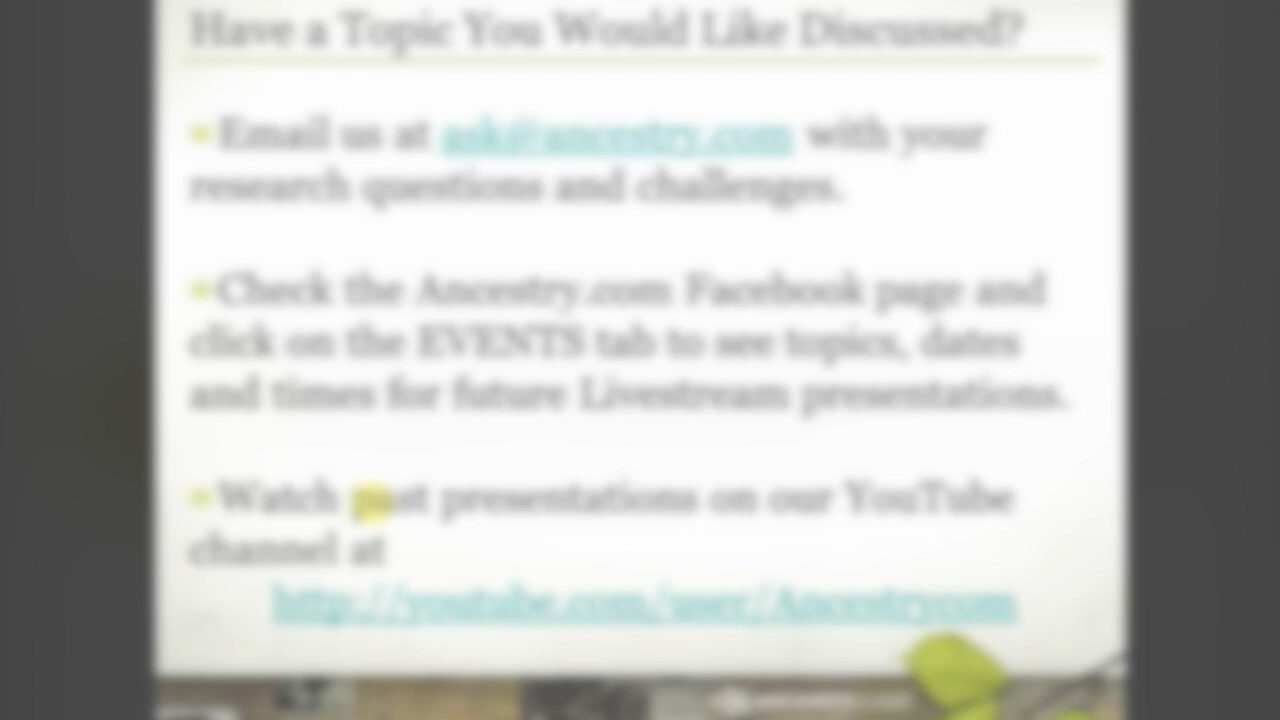 Have a Topic You Would Like Discussed?
Email us at ask@ancestry.com with your
research questions and challenges.
Check the Ancestry.com Facebook page and
click on the EVENTS tab to see topics, dates
and times for future Livestream presentations.
Watch past presentations on our YouTube
channel at
http://youtube.com/user/Ancestrycom